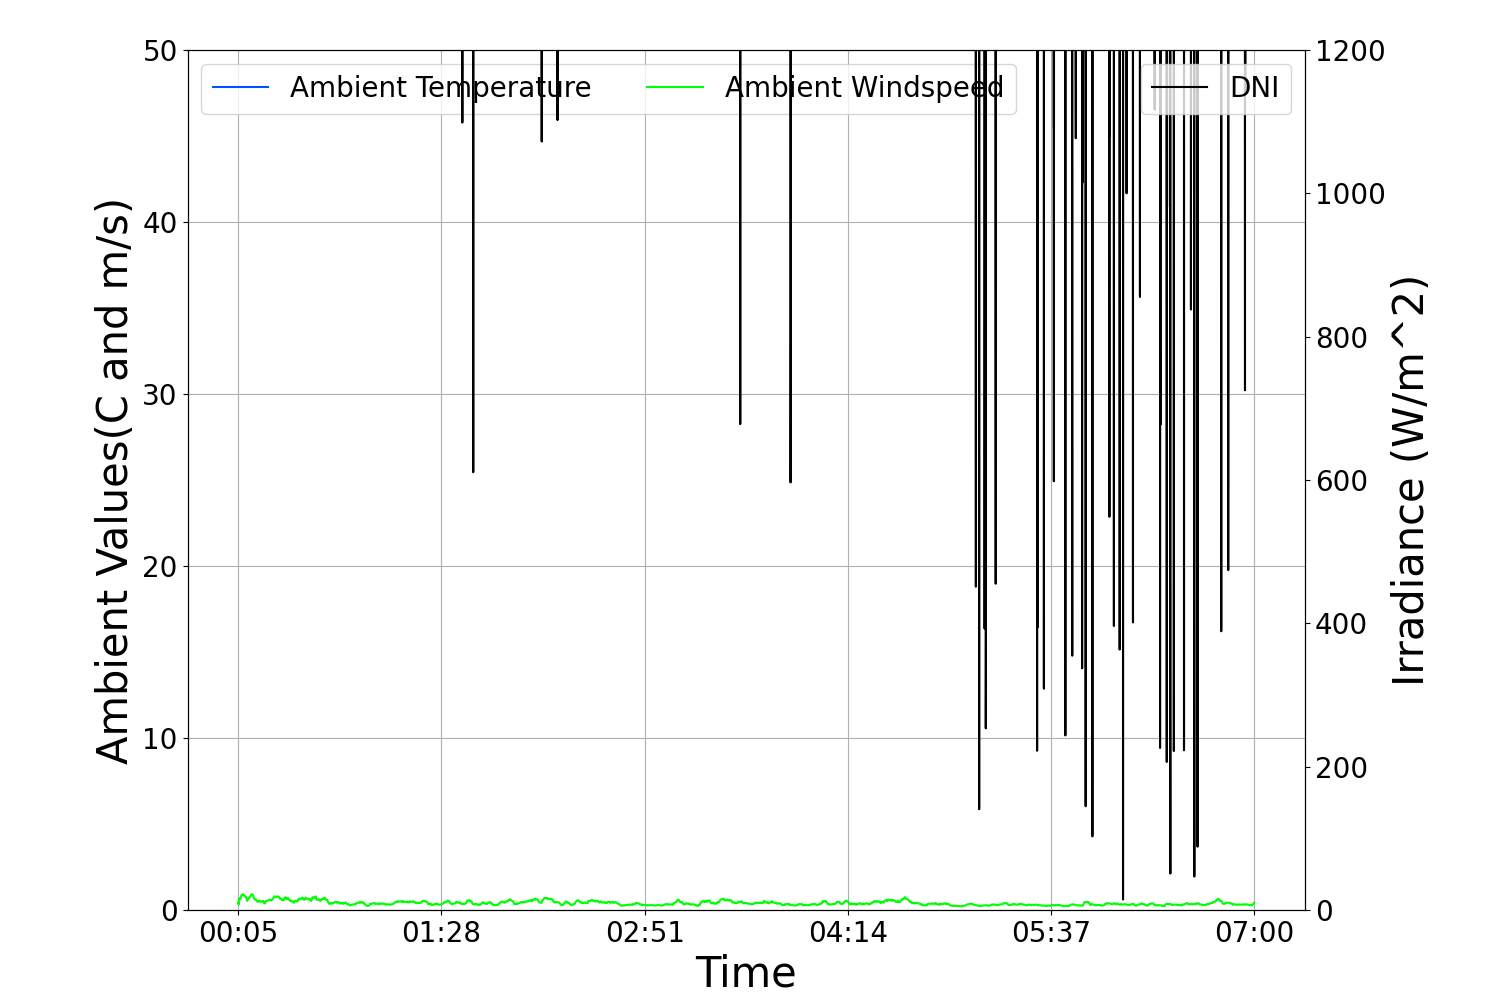 Ambient Temperature Ambient Windspeed DNI
Ambient Values(C and m/s)
50
40
30
20
10
0
1200
1000
800
600
400
200
0
Irradiance (W/m^2)
00:05 01:28 02:51 04:14 05:37 07:00
Time